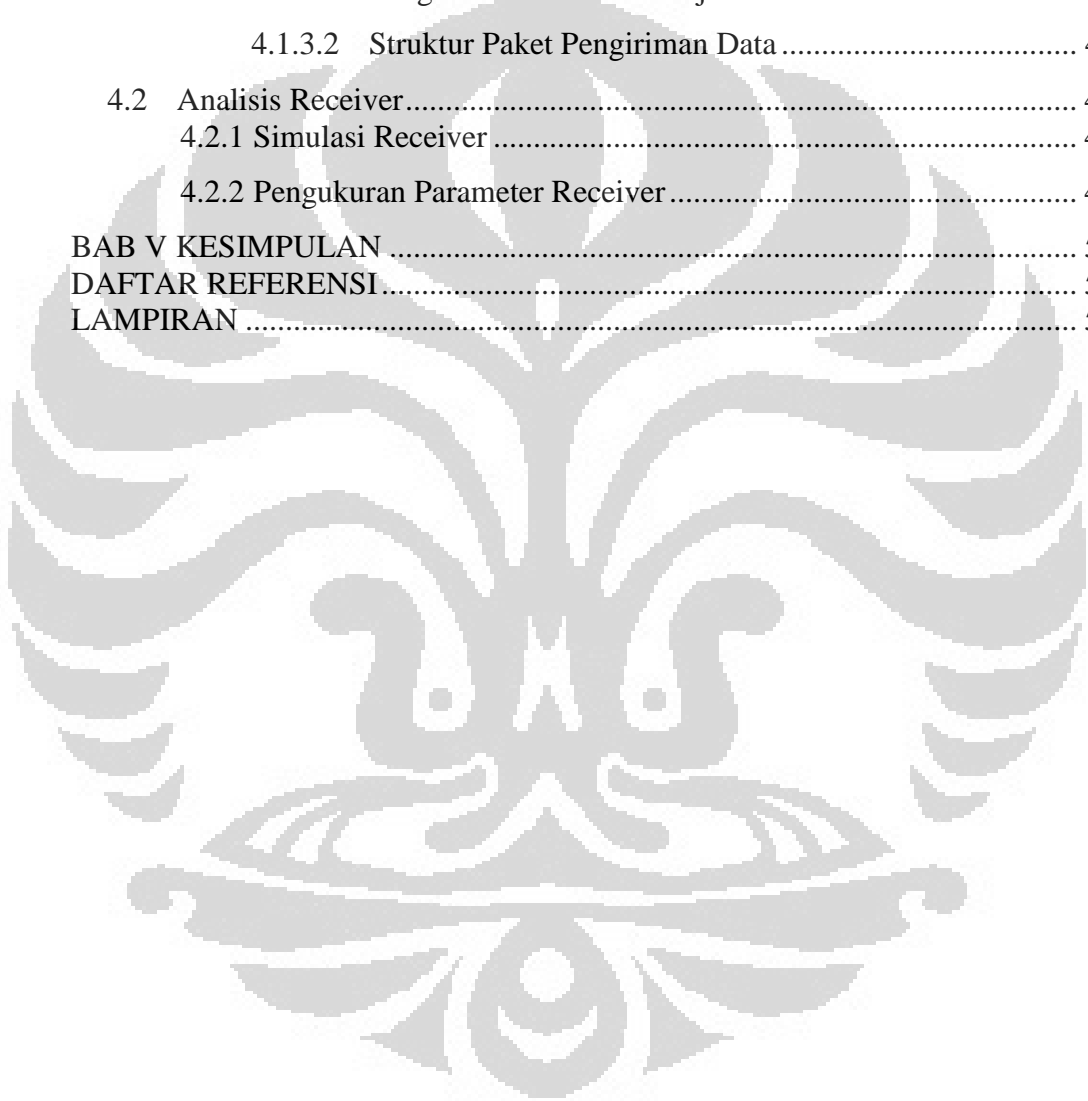 4.1.3.2 Struktur Paket Pengiriman Data ........................................
4.2 Analisis Receiver ........................................
4.2.1 Simulasi Receiver ........................................
4.2.2 Pengukuran Parameter Receiver ........................................
BAB V KESIMPULAN ........................................
DAFTAR REFERENSI ........................................
LAMPIRAN ........................................